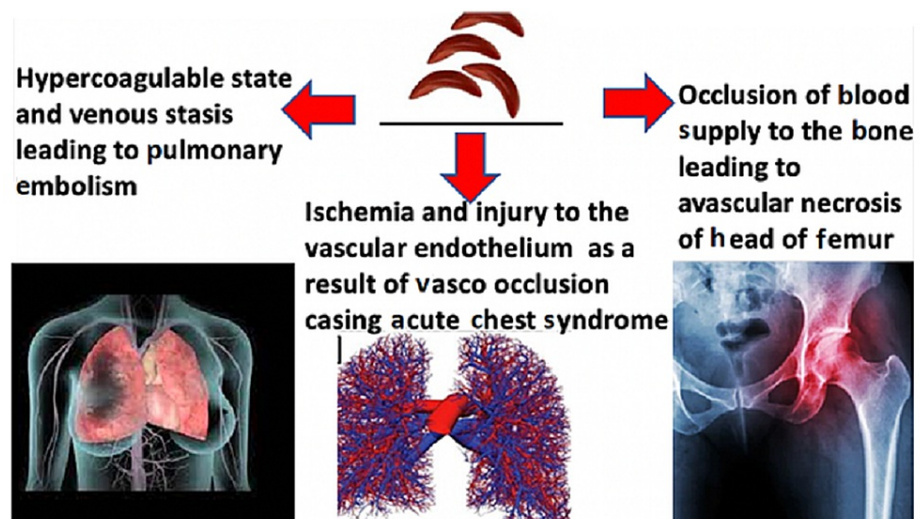 Hypercoagulable state
and venous stasis
leading to pulmonary
embolism
Ischemia and injury to the
vascular endothelium as a
result of vasco occlusion
casing acute chest syndrome
Occlusion of blood
supply to the bone
leading to
avascular necrosis
of head of femur